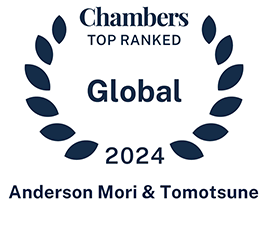 Chambers
TOP RANKED
Global
2024
Anderson Mori & Tomotsune